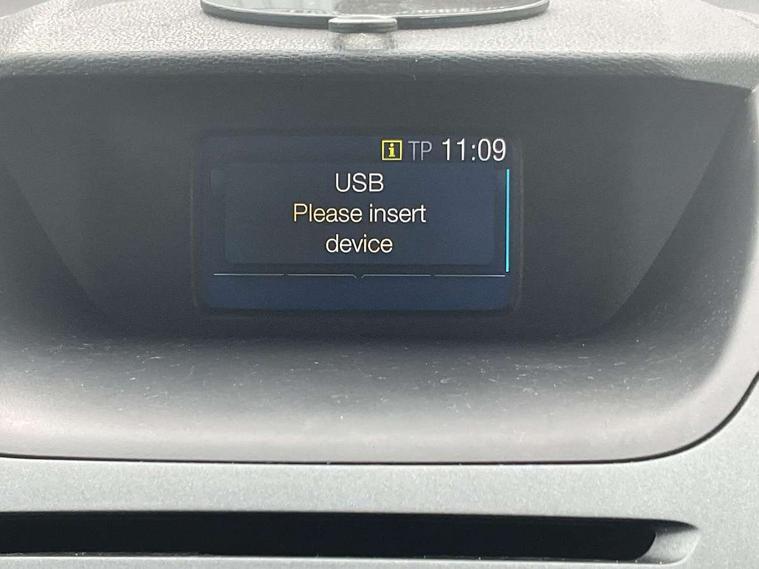 TP 11:09
USB
Please insert
device